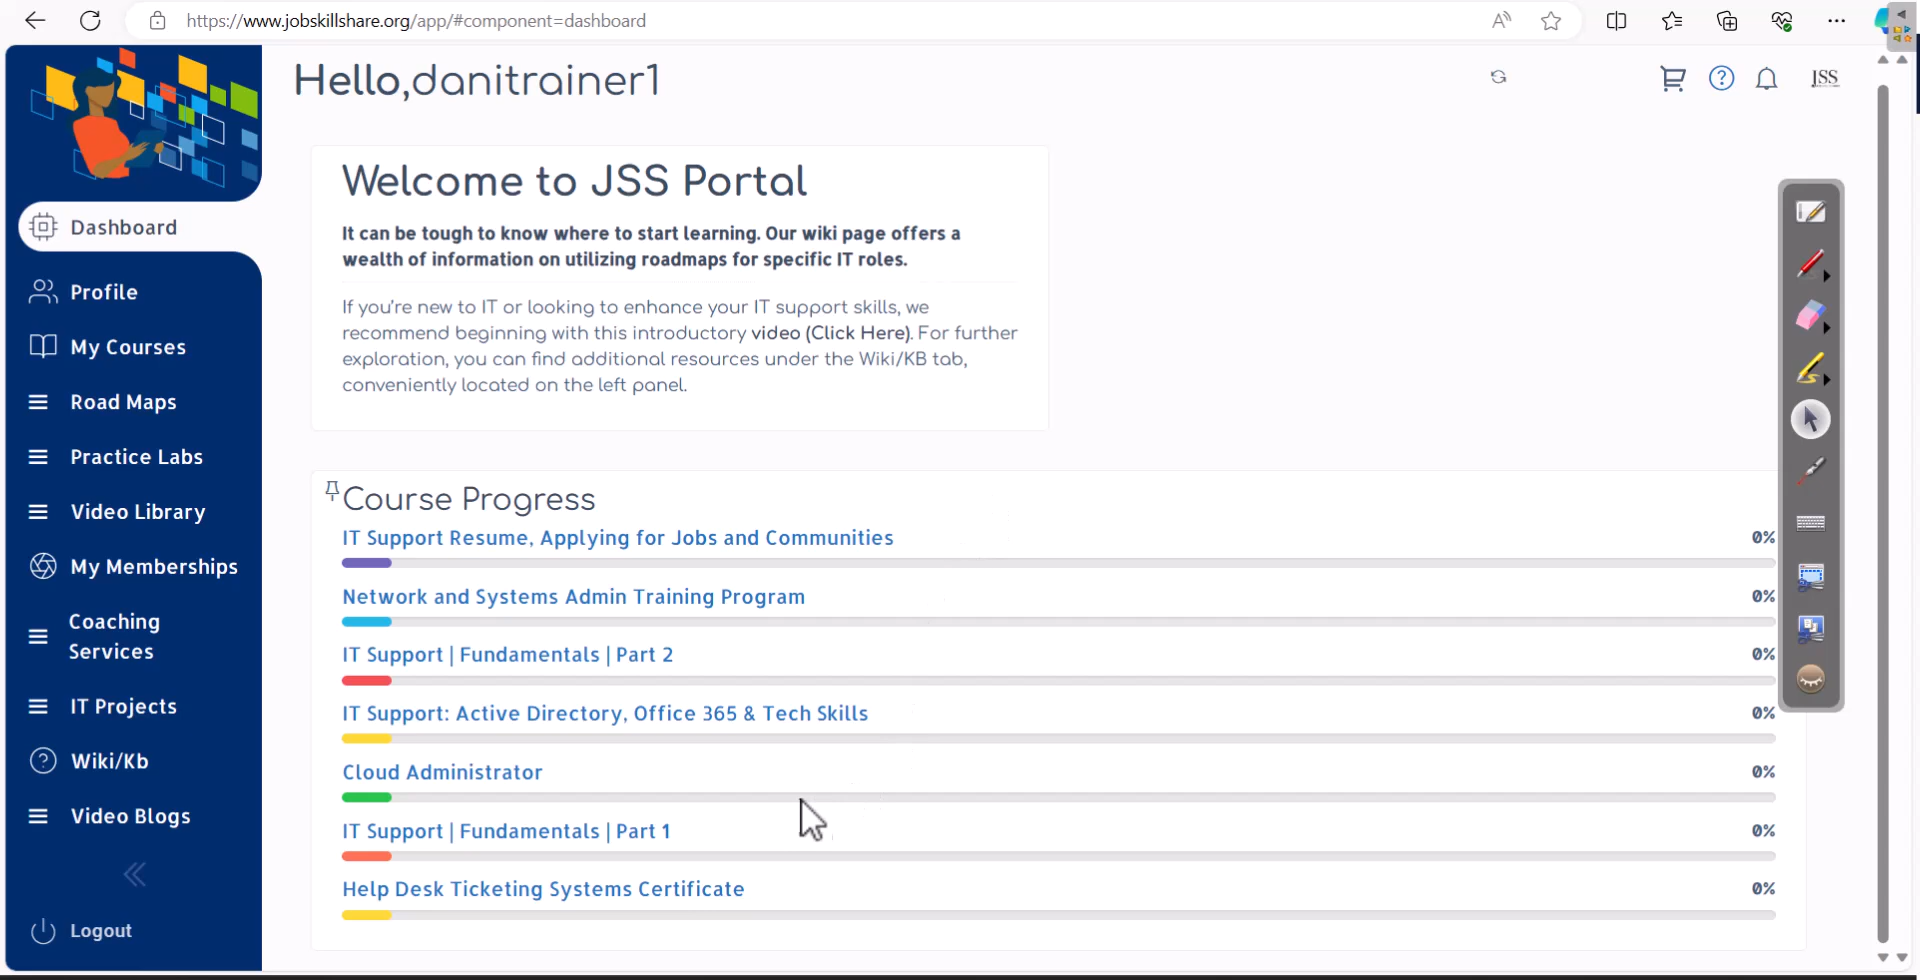 https://www.jobskillshare.org/app/#component=dashboard
Hello,danitrainer1
JSS
Dashboard
Profile
My Courses
Road Maps
Practice Labs
Video Library
My Memberships
Coaching
Services
IT Projects
Wiki/Kb
Video Blogs
Logout
Welcome to JSS Portal
It can be tough to know where to start learning. Our wiki page offers a
wealth of information on utilizing roadmaps for specific IT roles.
If you're new to IT or looking to enhance your IT support skills, we
recommend beginning with this introductory video (Click Here). For further
exploration, you can find additional resources under the Wiki/KB tab,
conveniently located on the left panel.
Course Progress
IT Support Resume, Applying for Jobs and Communities 0%
Network and Systems Admin Training Program 0%
IT Support | Fundamentals | Part 2 0%
IT Support: Active Directory, Office 365 & Tech Skills 0%
Cloud Administrator 0%
IT Support | Fundamentals | Part 1 0%
Help Desk Ticketing Systems Certificate 0%